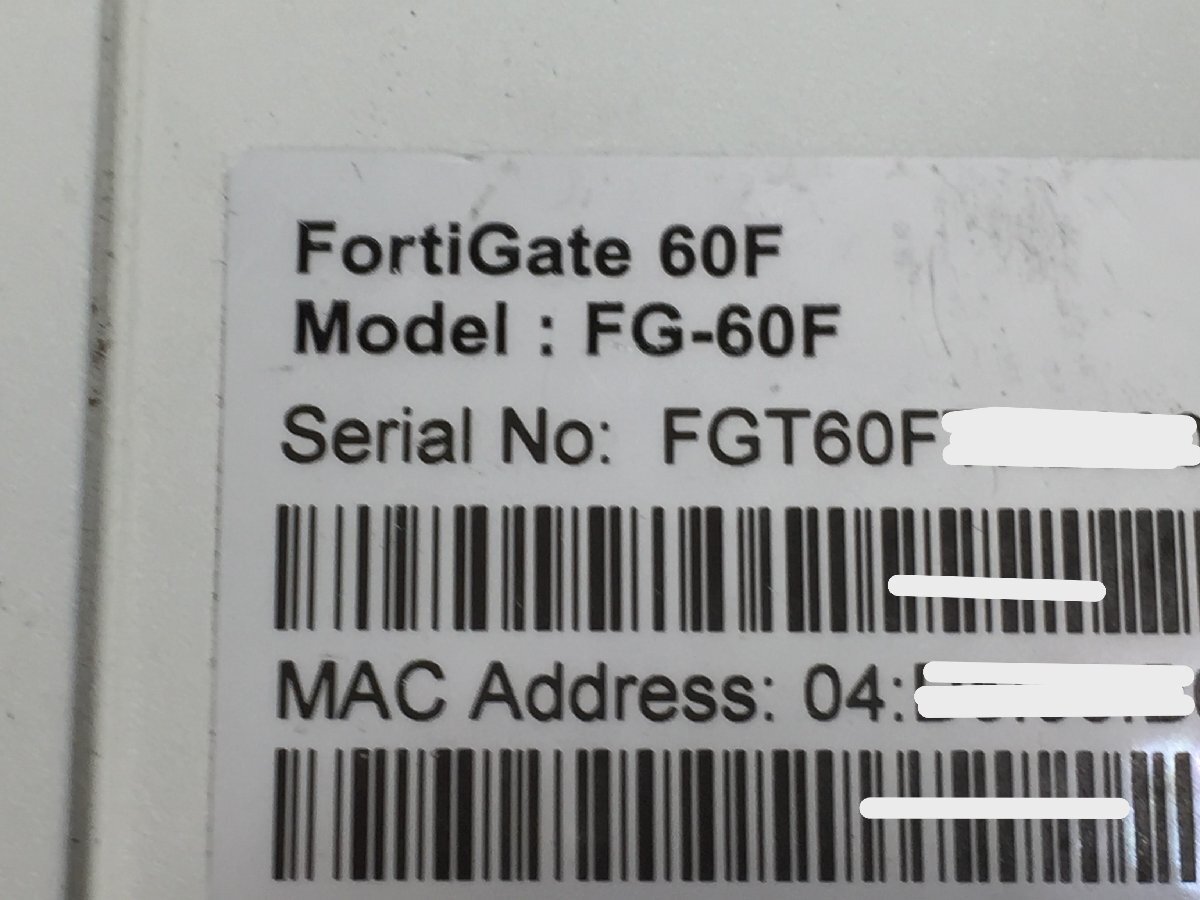 FortiGate 60F
Model : FG-60F
Serial No: FGT60F
MAC Address: 04: